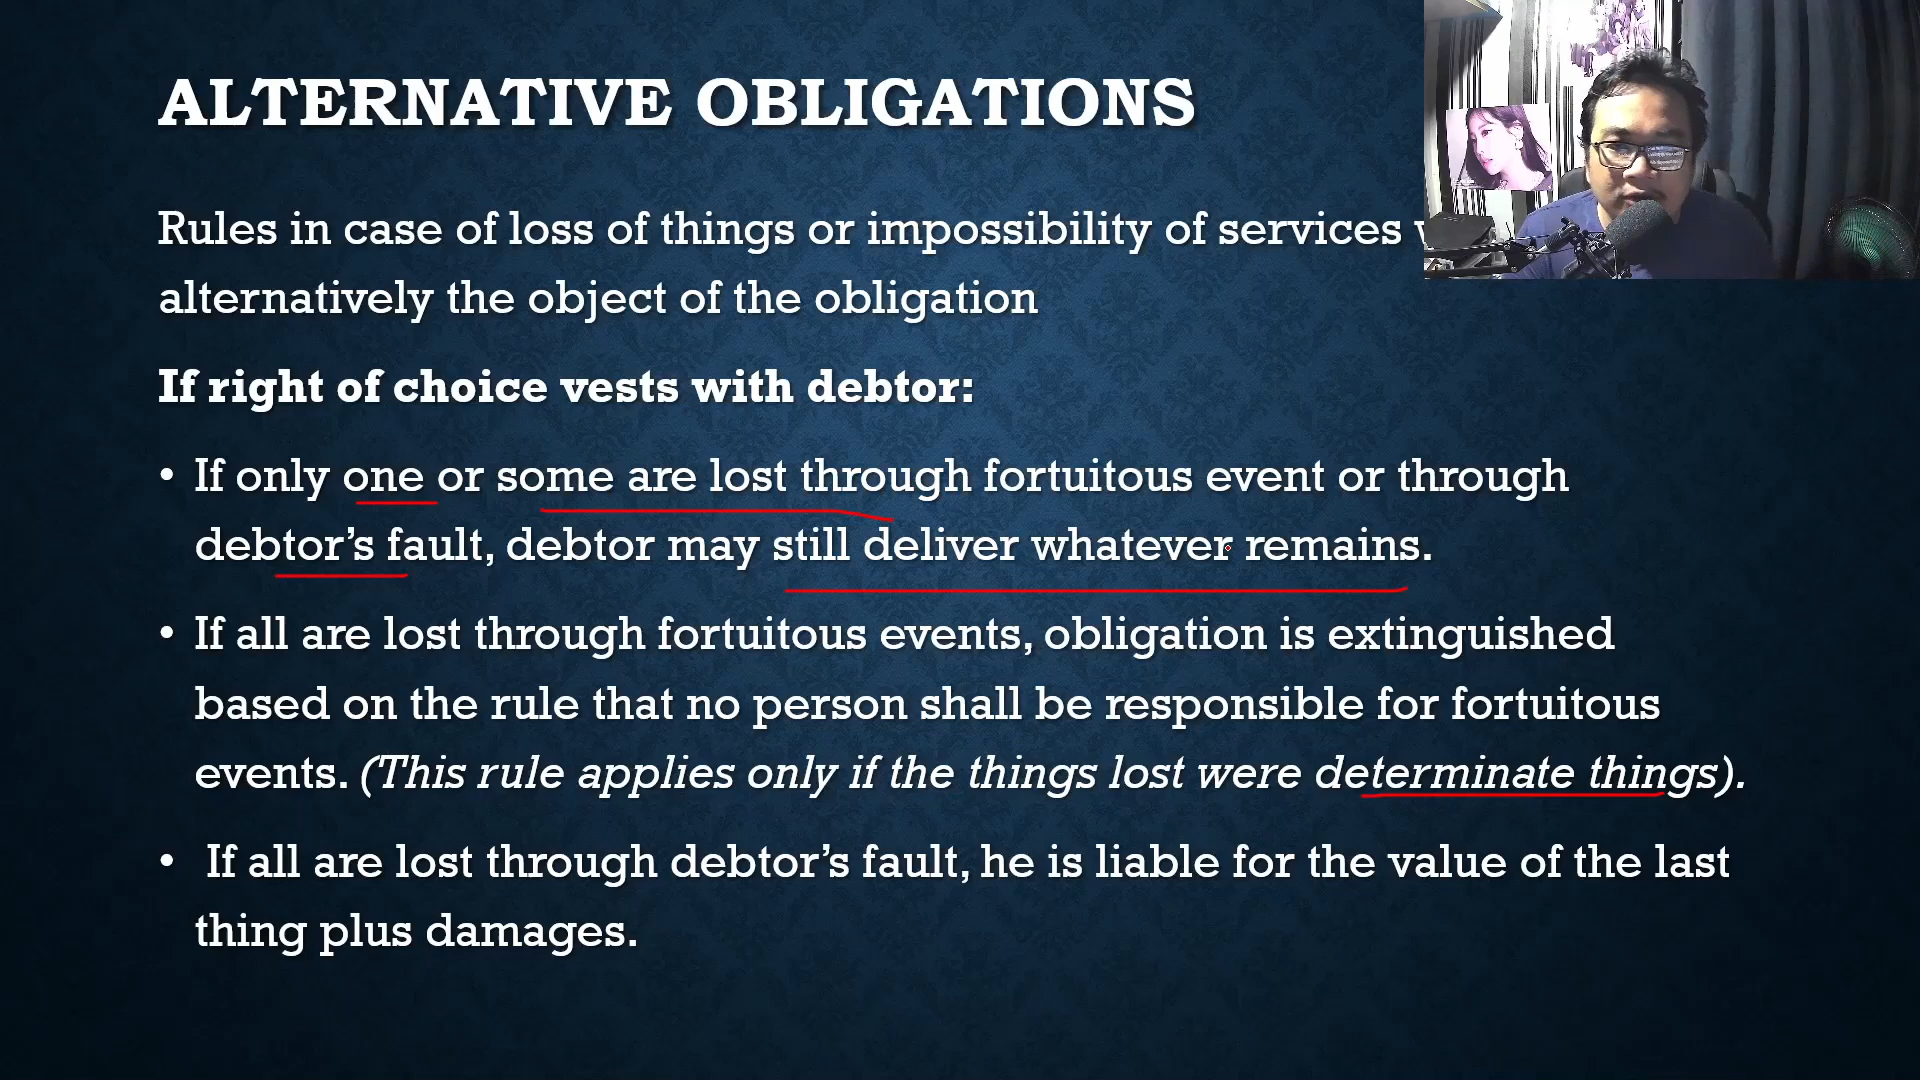 ALTERNATIVE OBLIGATIONS
Rules in case of loss of things or impossibility of services
alternatively the object of the obligation
If right of choice vests with debtor:
• If only one or some are lost through fortuitous event or through
debtor’s fault, debtor may still deliver whatever remains.
• If all are lost through fortuitous events, obligation is extinguished
based on the rule that no person shall be responsible for fortuitous
events. (This rule applies only if the things lost were determinate things).
• If all are lost through debtor’s fault, he is liable for the value of the last
thing plus damages.